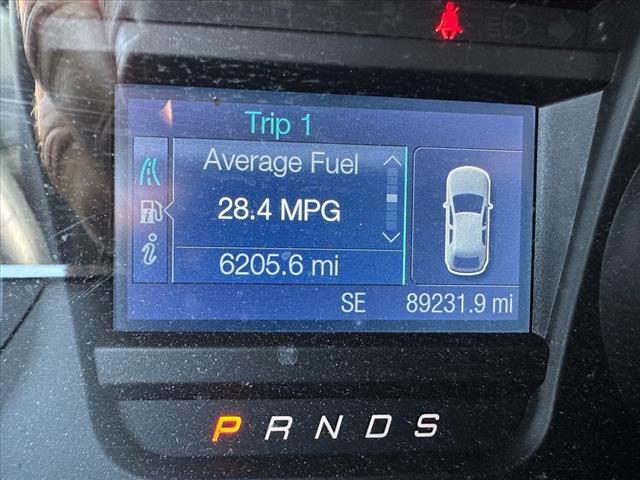 Trip 1
Average Fuel
28.4 MPG
6205.6 mi
SE 89231.9 mi
P R N D S